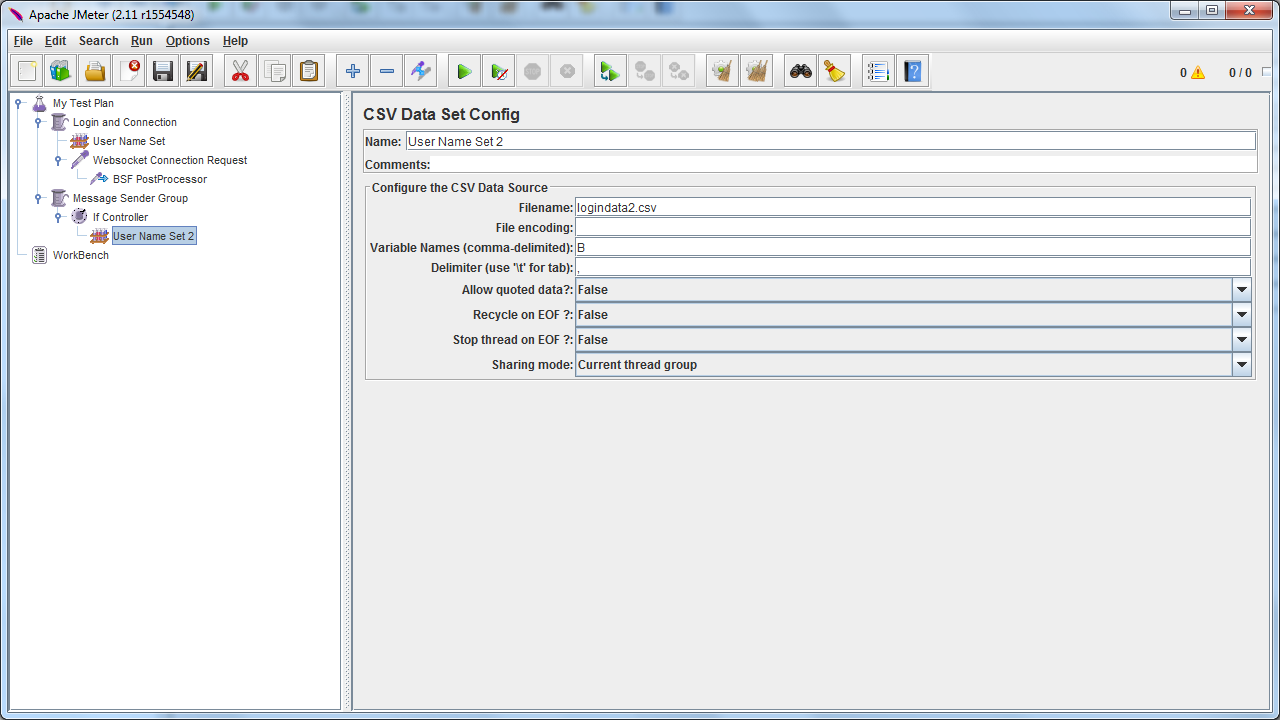 Apache JMeter (2.11 r1554548)
File Edit Search Run Options Help
0 0 / 0
My Test Plan
Login and Connection
User Name Set
Websocket Connection Request
BSF PostProcessor
Message Sender Group
If Controller
User Name Set 2
WorkBench
CSV Data Set Config
Name: User Name Set 2
Comments:
Configure the CSV Data Source
Filename: logindata2.csv
File encoding:
Variable Names (comma-delimited): B
Delimiter (use '\t' for tab): ,
Allow quoted data?: False
Recycle on EOF ?: False
Stop thread on EOF ?: False
Sharing mode: Current thread group